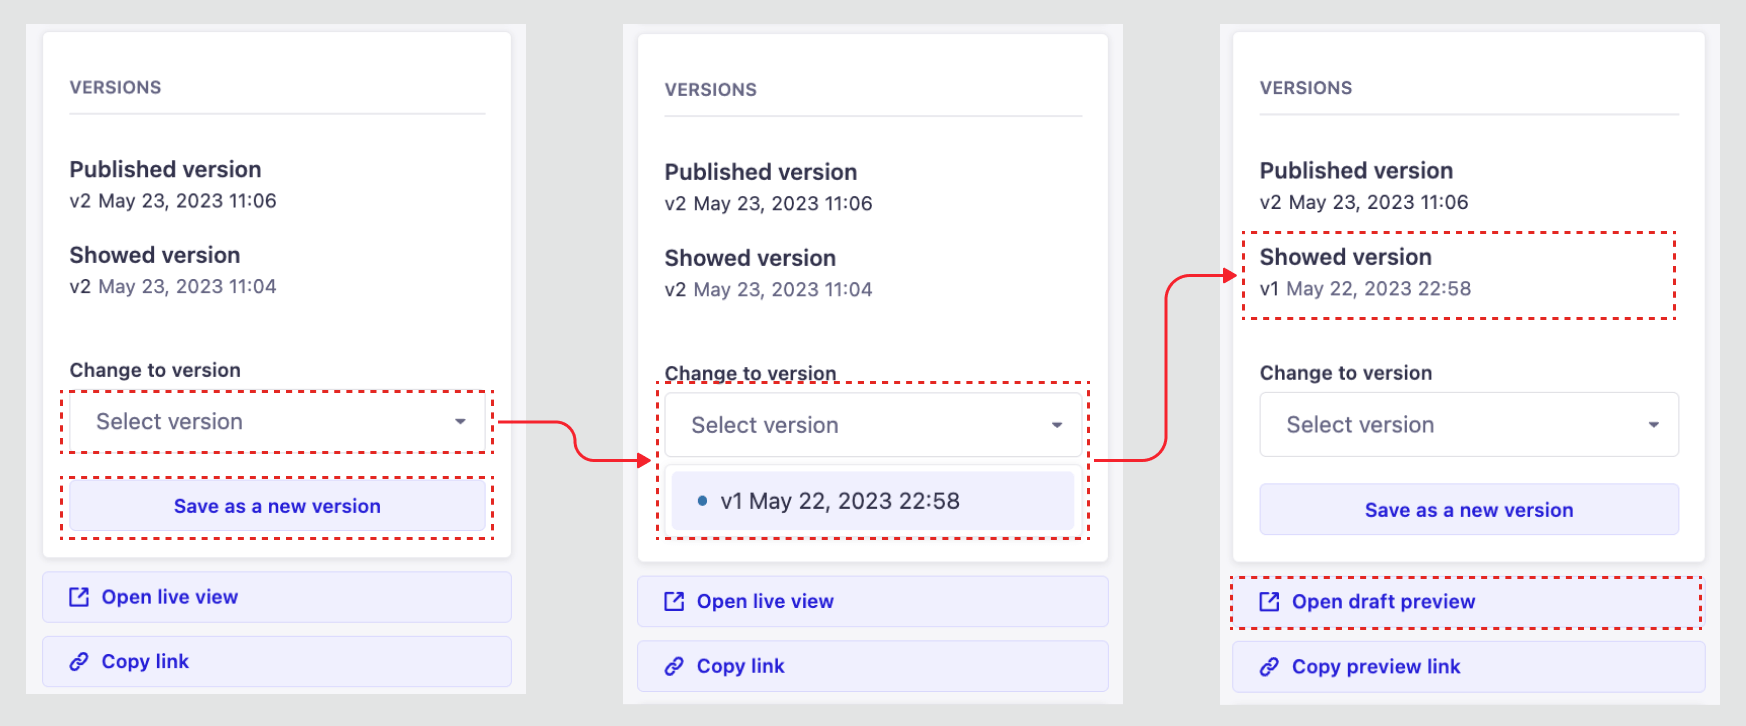 VERSIONS
Published version
v2 May 23, 2023 11:06
Showed version
v2 May 23, 2023 11:04
Change to version
Select version
Save as a new version
Open live view
Copy link
VERSIONS
Published version
v2 May 23, 2023 11:06
Showed version
v2 May 23, 2023 11:04
Change to version
Select version
v1 May 22, 2023 22:58
Open live view
Copy link
VERSIONS
Published version
v2 May 23, 2023 11:06
Showed version
v1 May 22, 2023 22:58
Change to version
Select version
Save as a new version
Open draft preview
Copy preview link